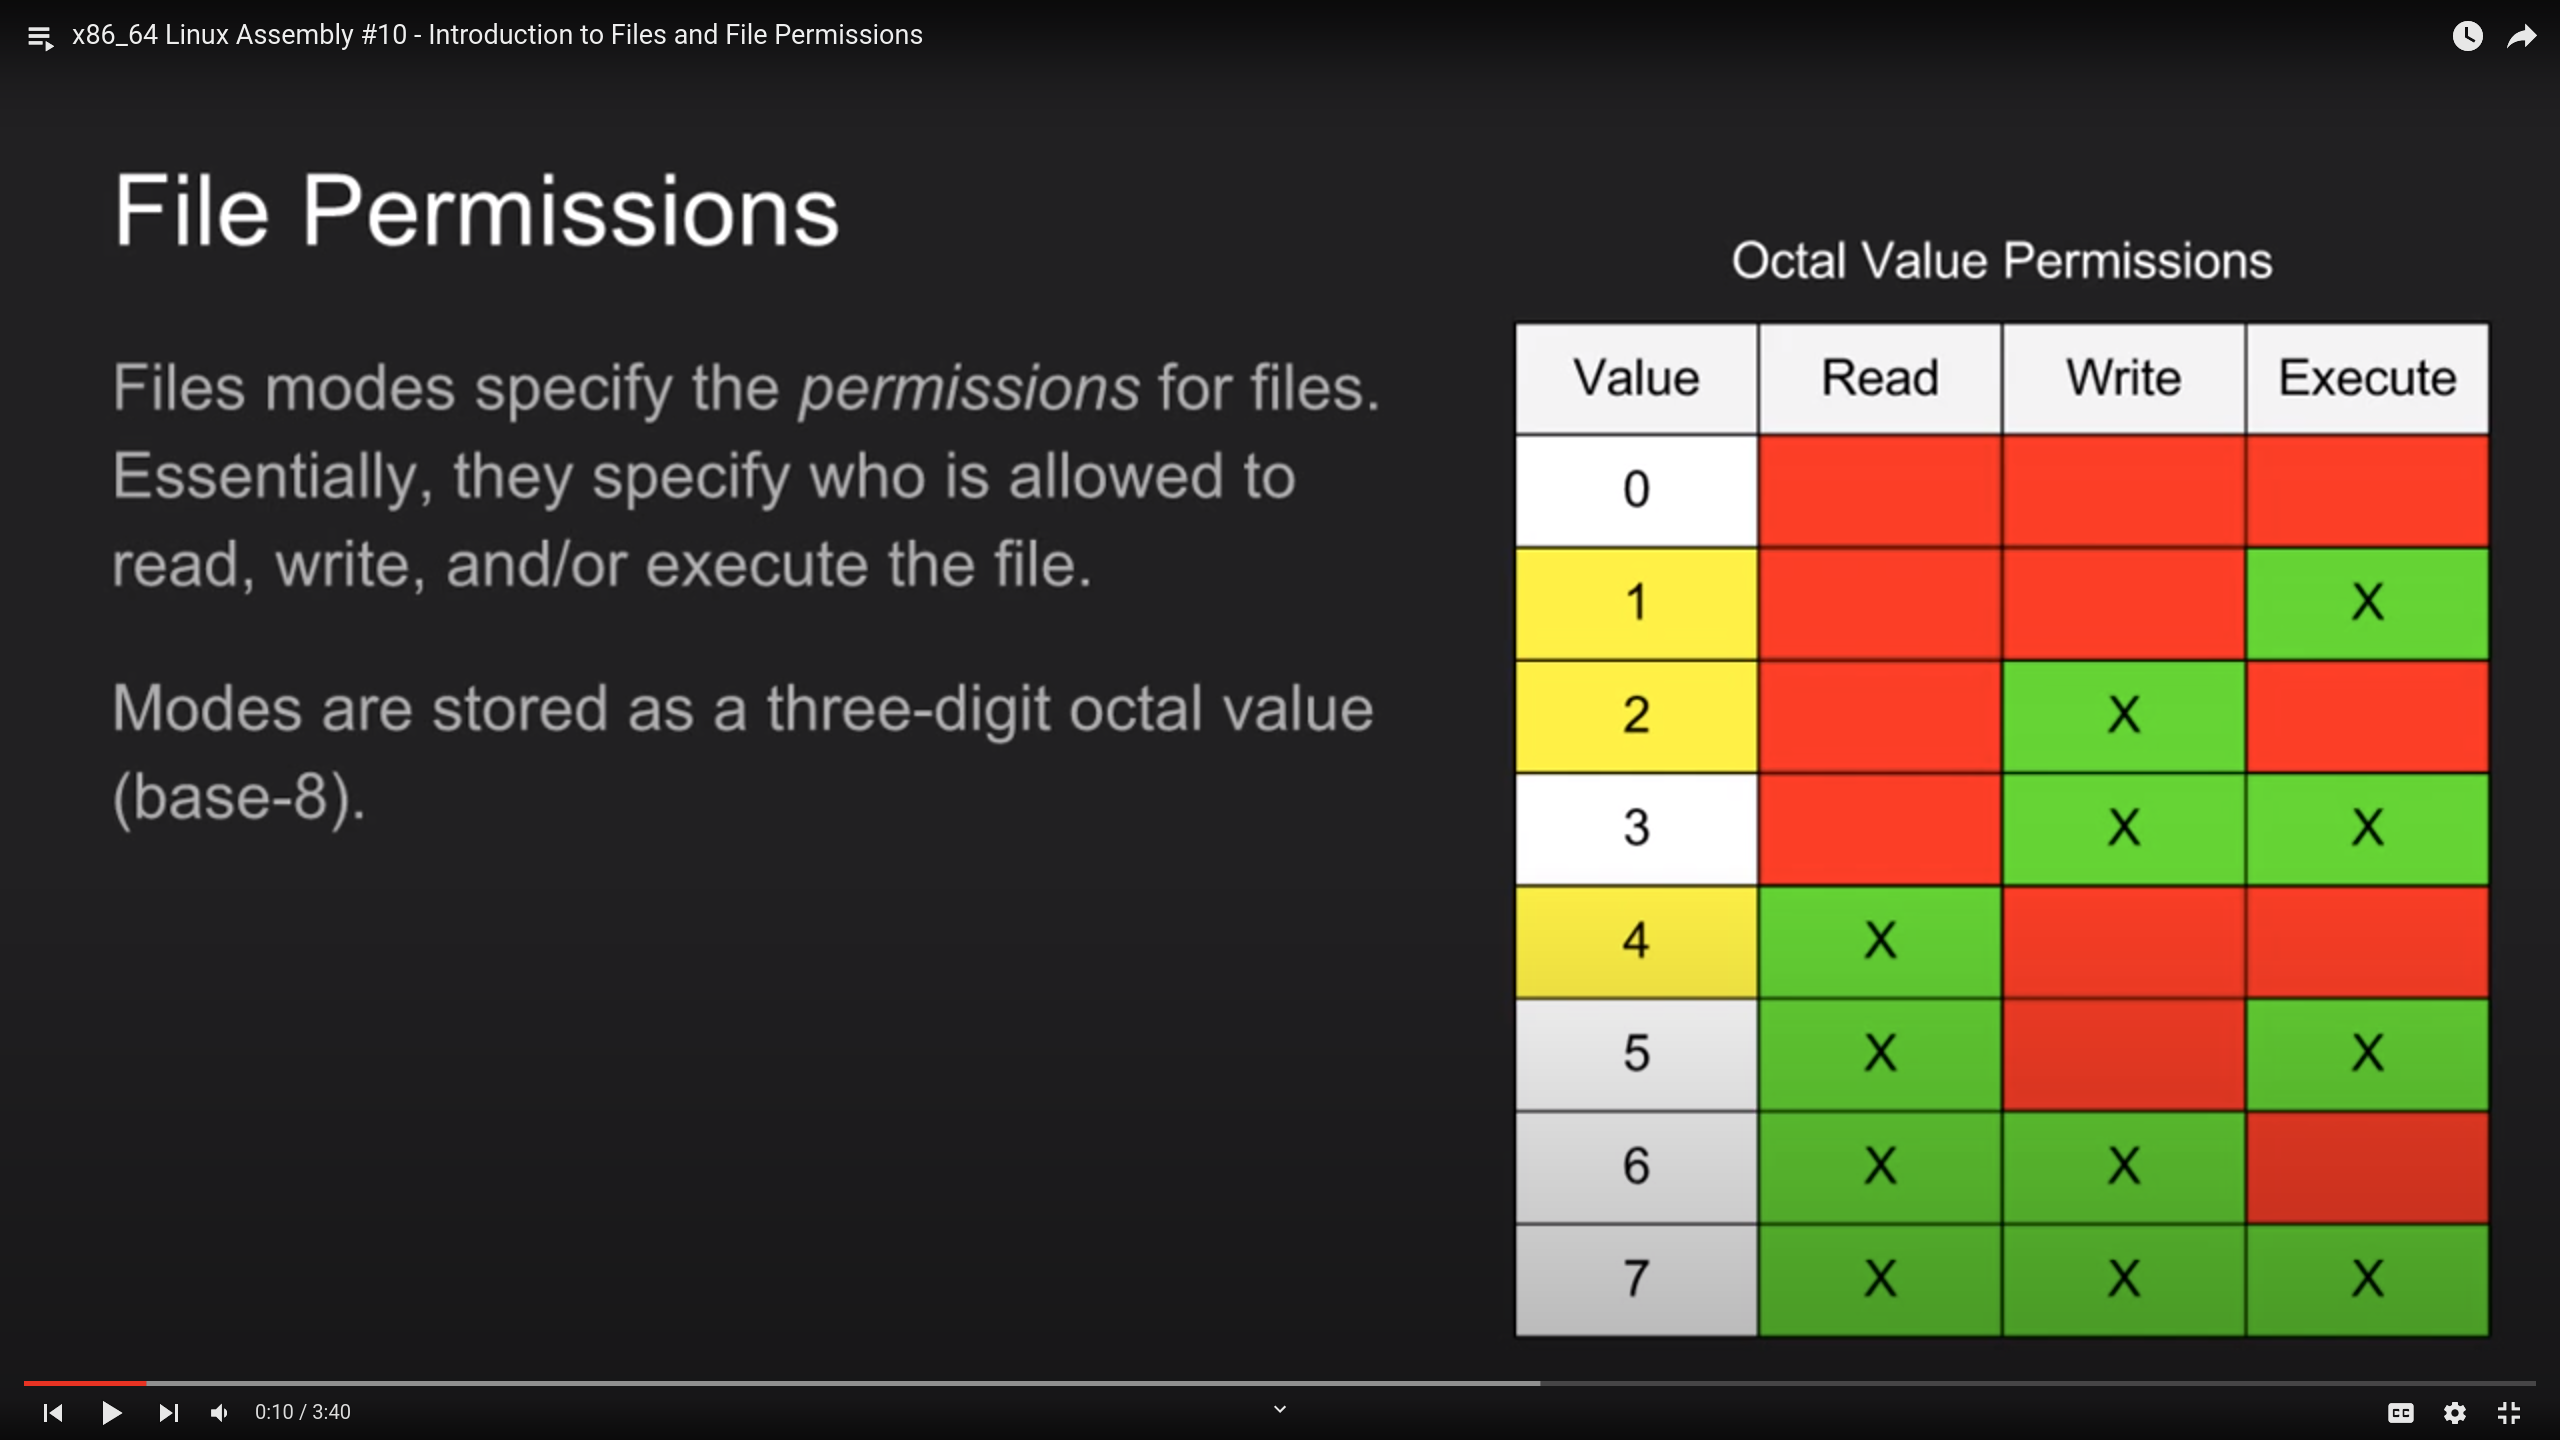 x86_64 Linux Assembly #10 - Introduction to Files and File Permissions
File Permissions
Files modes specify the permissions for files.
Essentially, they specify who is allowed to
read, write, and/or execute the file.
Modes are stored as a three-digit octal value
(base-8).
Octal Value Permissions
Value Read Write Execute
0
1 X
2 X
3 X X
4 X
5 X X
6 X X
7 X X X
0:10 / 3:40
CC